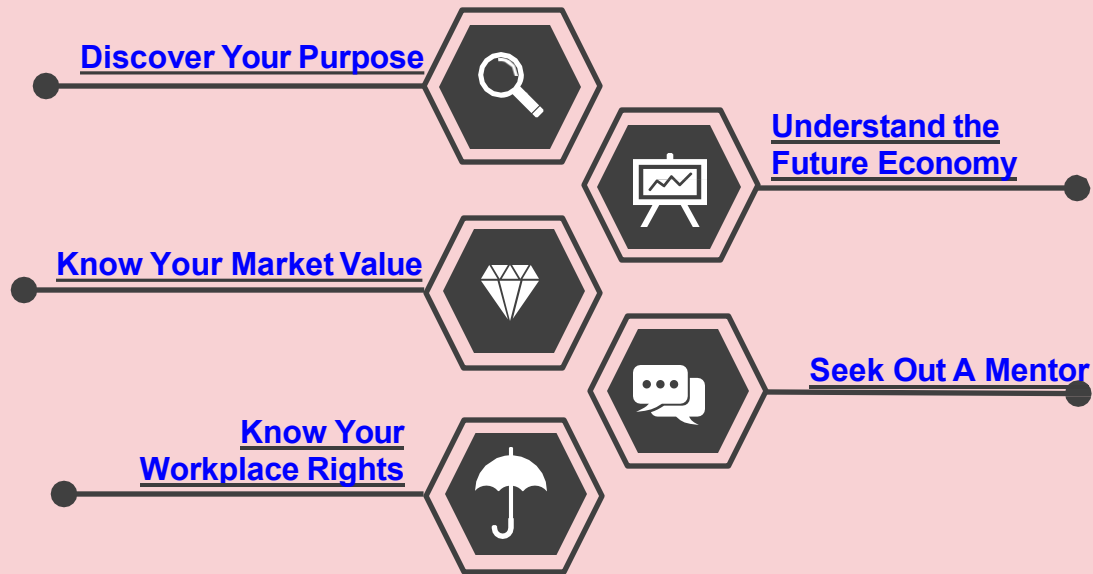 Discover Your Purpose
Understand the
Future Economy
Know Your Market Value
Seek Out A Mentor
Know Your
Workplace Rights